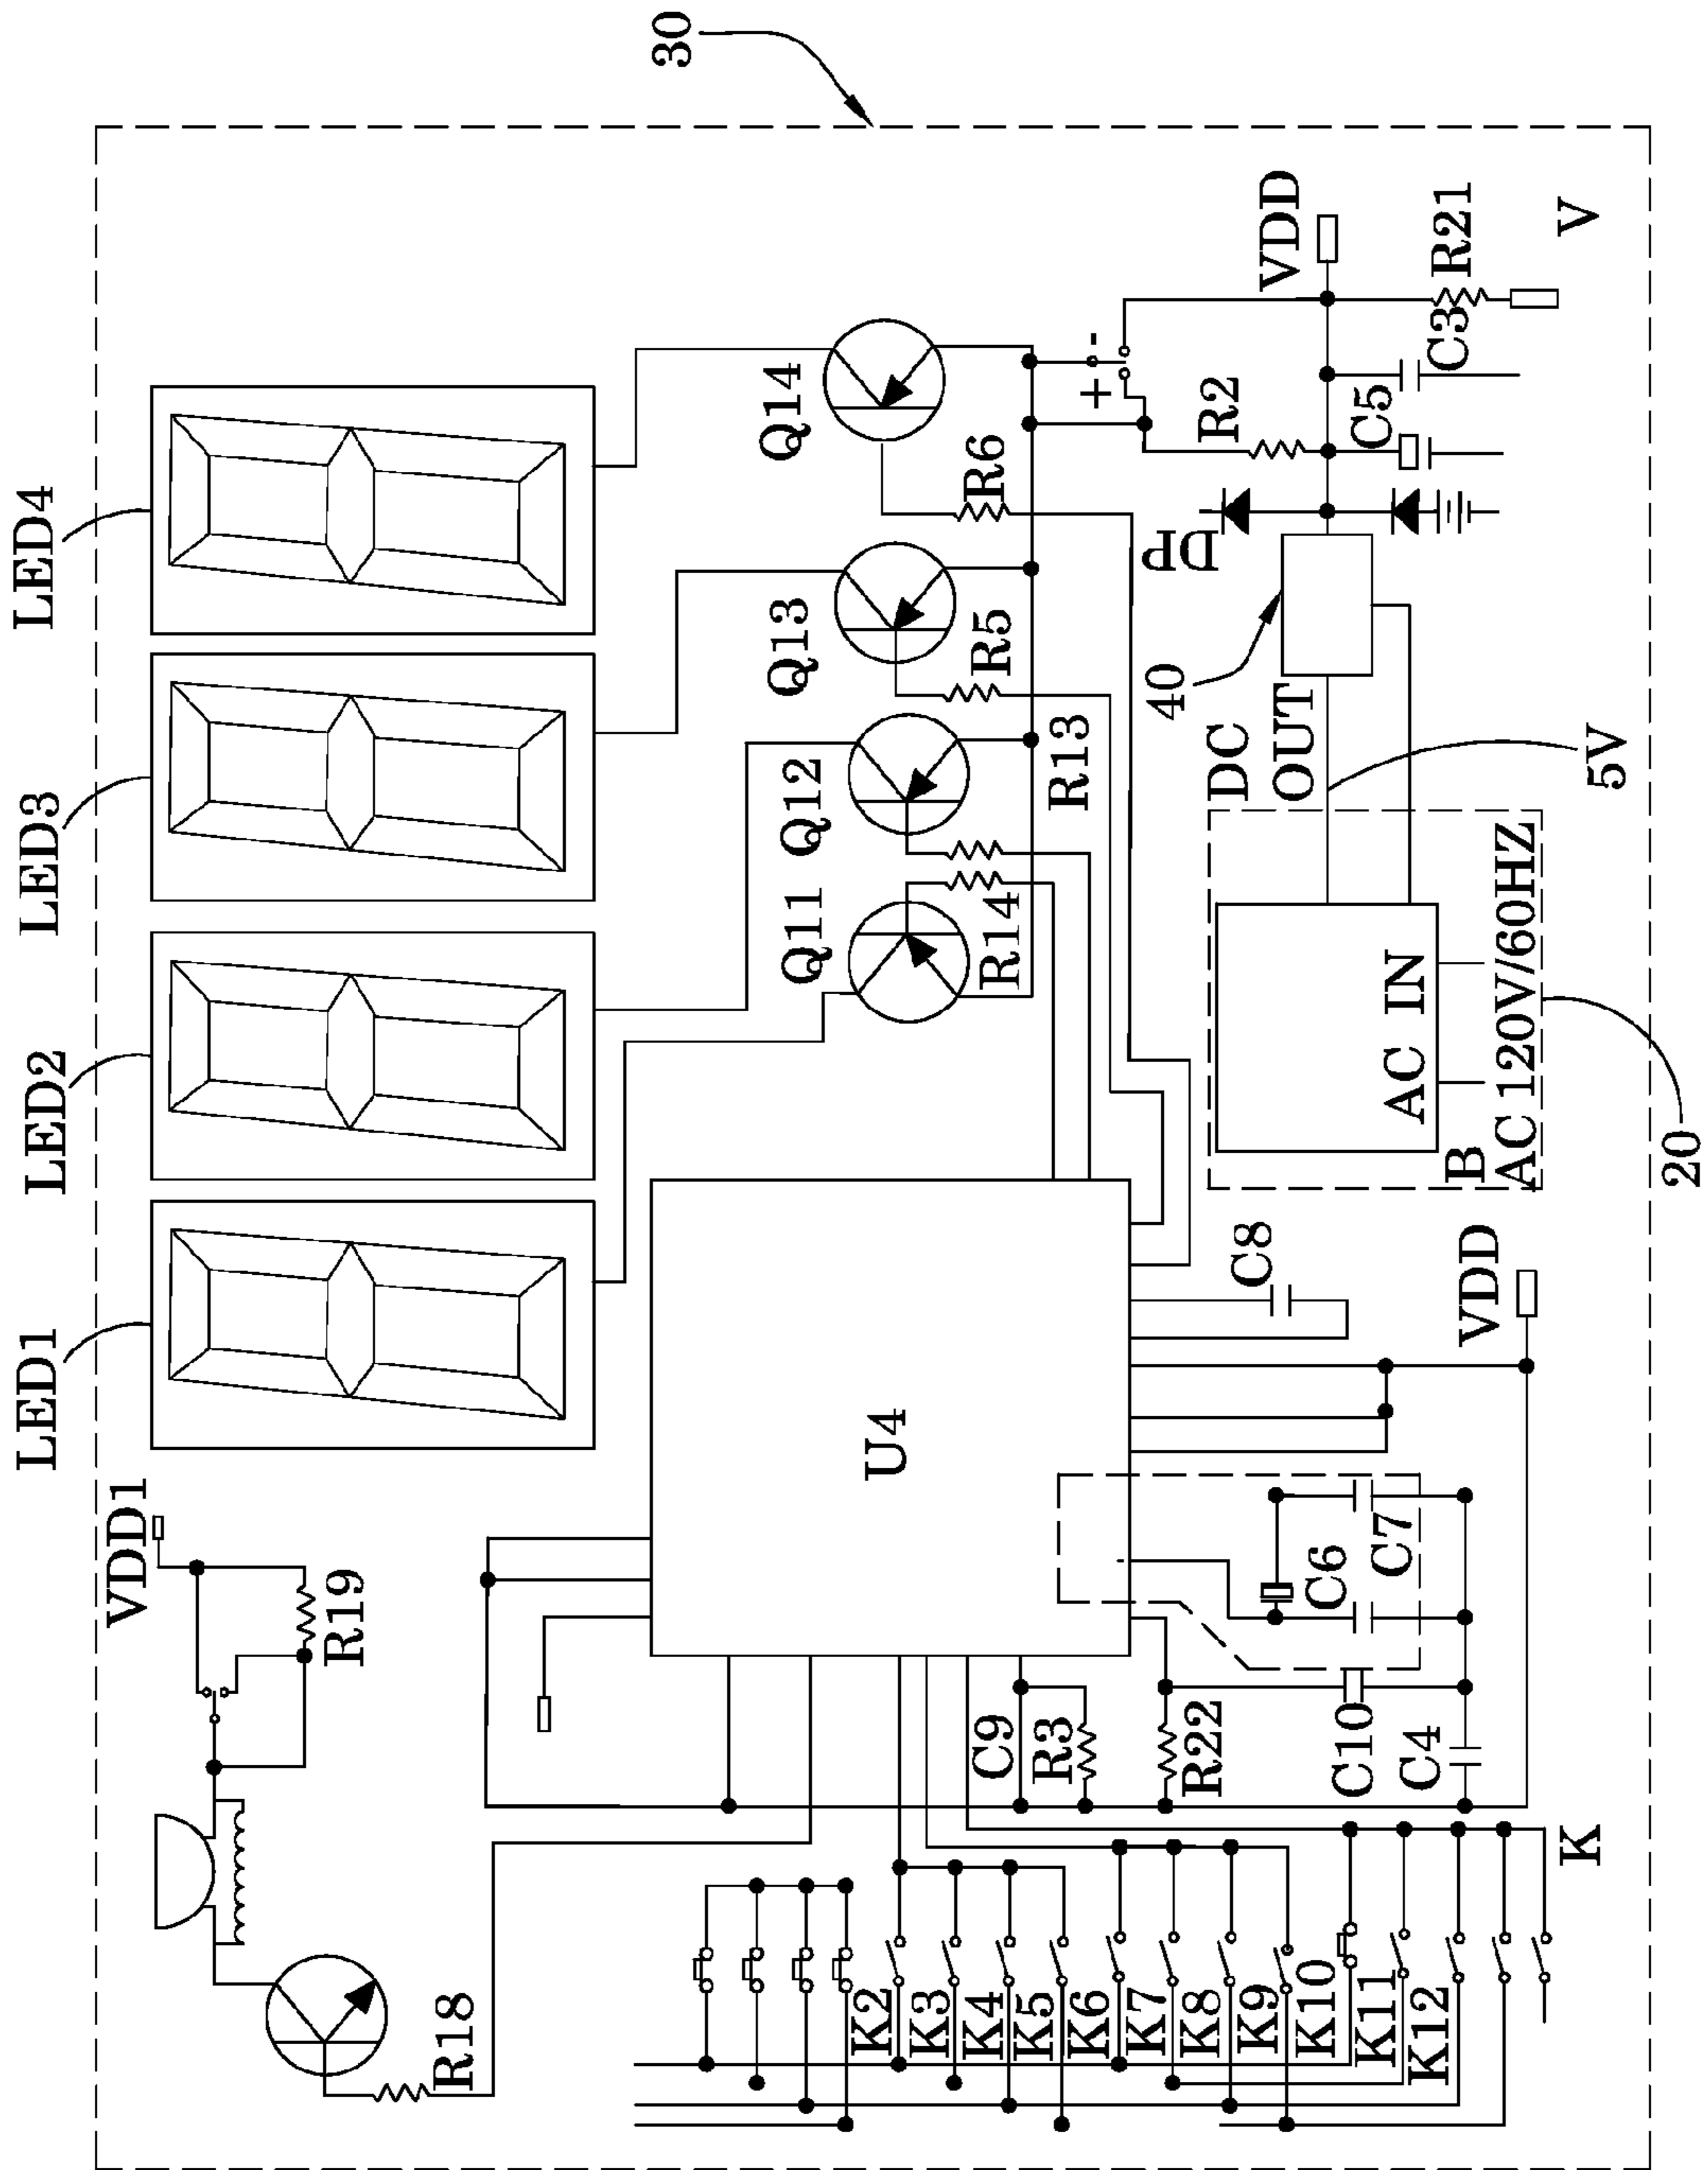 LED1
LED2
LED3
LED4
30
VDD1
R19
R18
U4
Q11
Q12
Q13
Q14
R14
R13
R5
R6
+
-
R2
VDD
DP
C5
C3
R21
V
40
DC
OUT
5V
AC IN
B
AC 120V/60HZ
20
C8
VDD
C6
C7
C9
R3
R22
C10
C4
K
K2
K3
K4
K5
K6
K7
K8
K9
K10
K11
K12